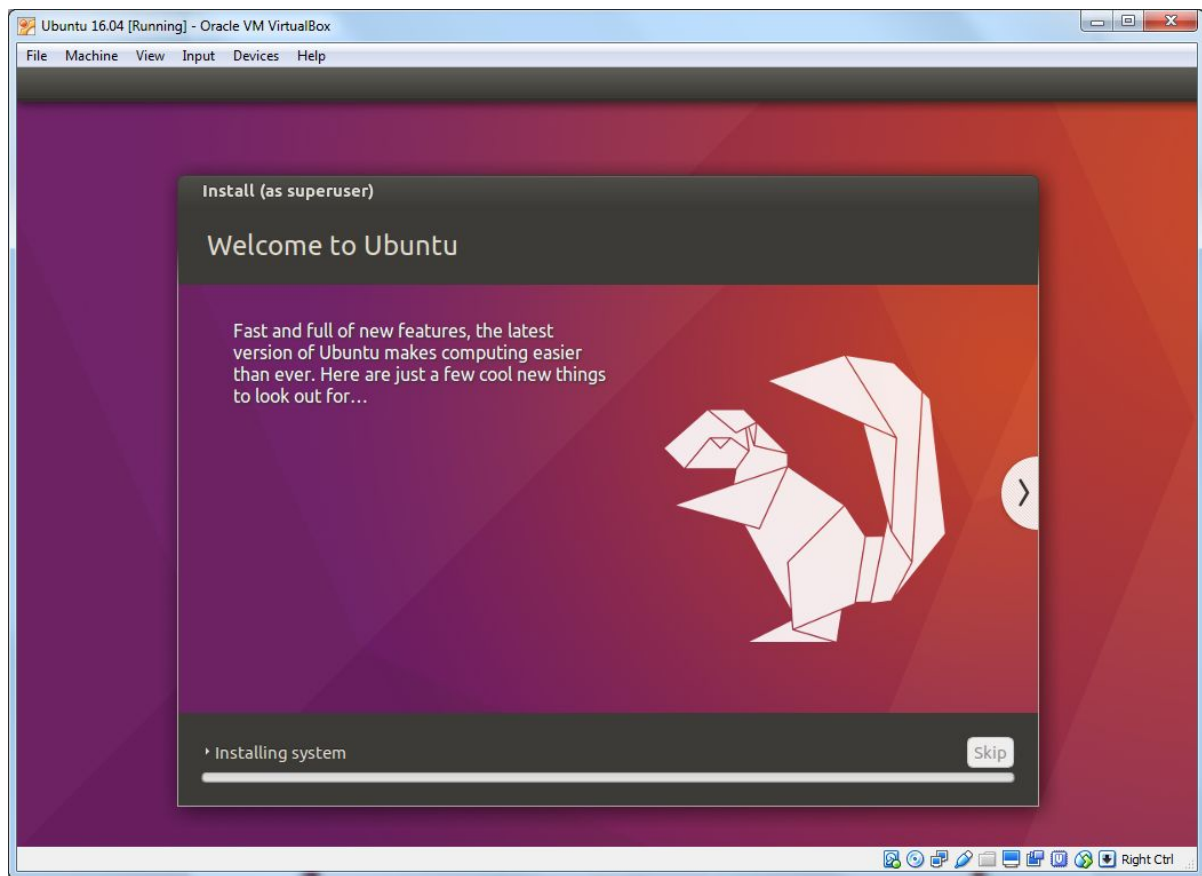 Ubuntu 16.04 [Running] - Oracle VM VirtualBox
File Machine View Input Devices Help
Install (as superuser)
Welcome to Ubuntu
Fast and full of new features, the latest
version of Ubuntu makes computing easier
than ever. Here are just a few cool new things
to look out for…
Installing system
Skip
Right Ctrl